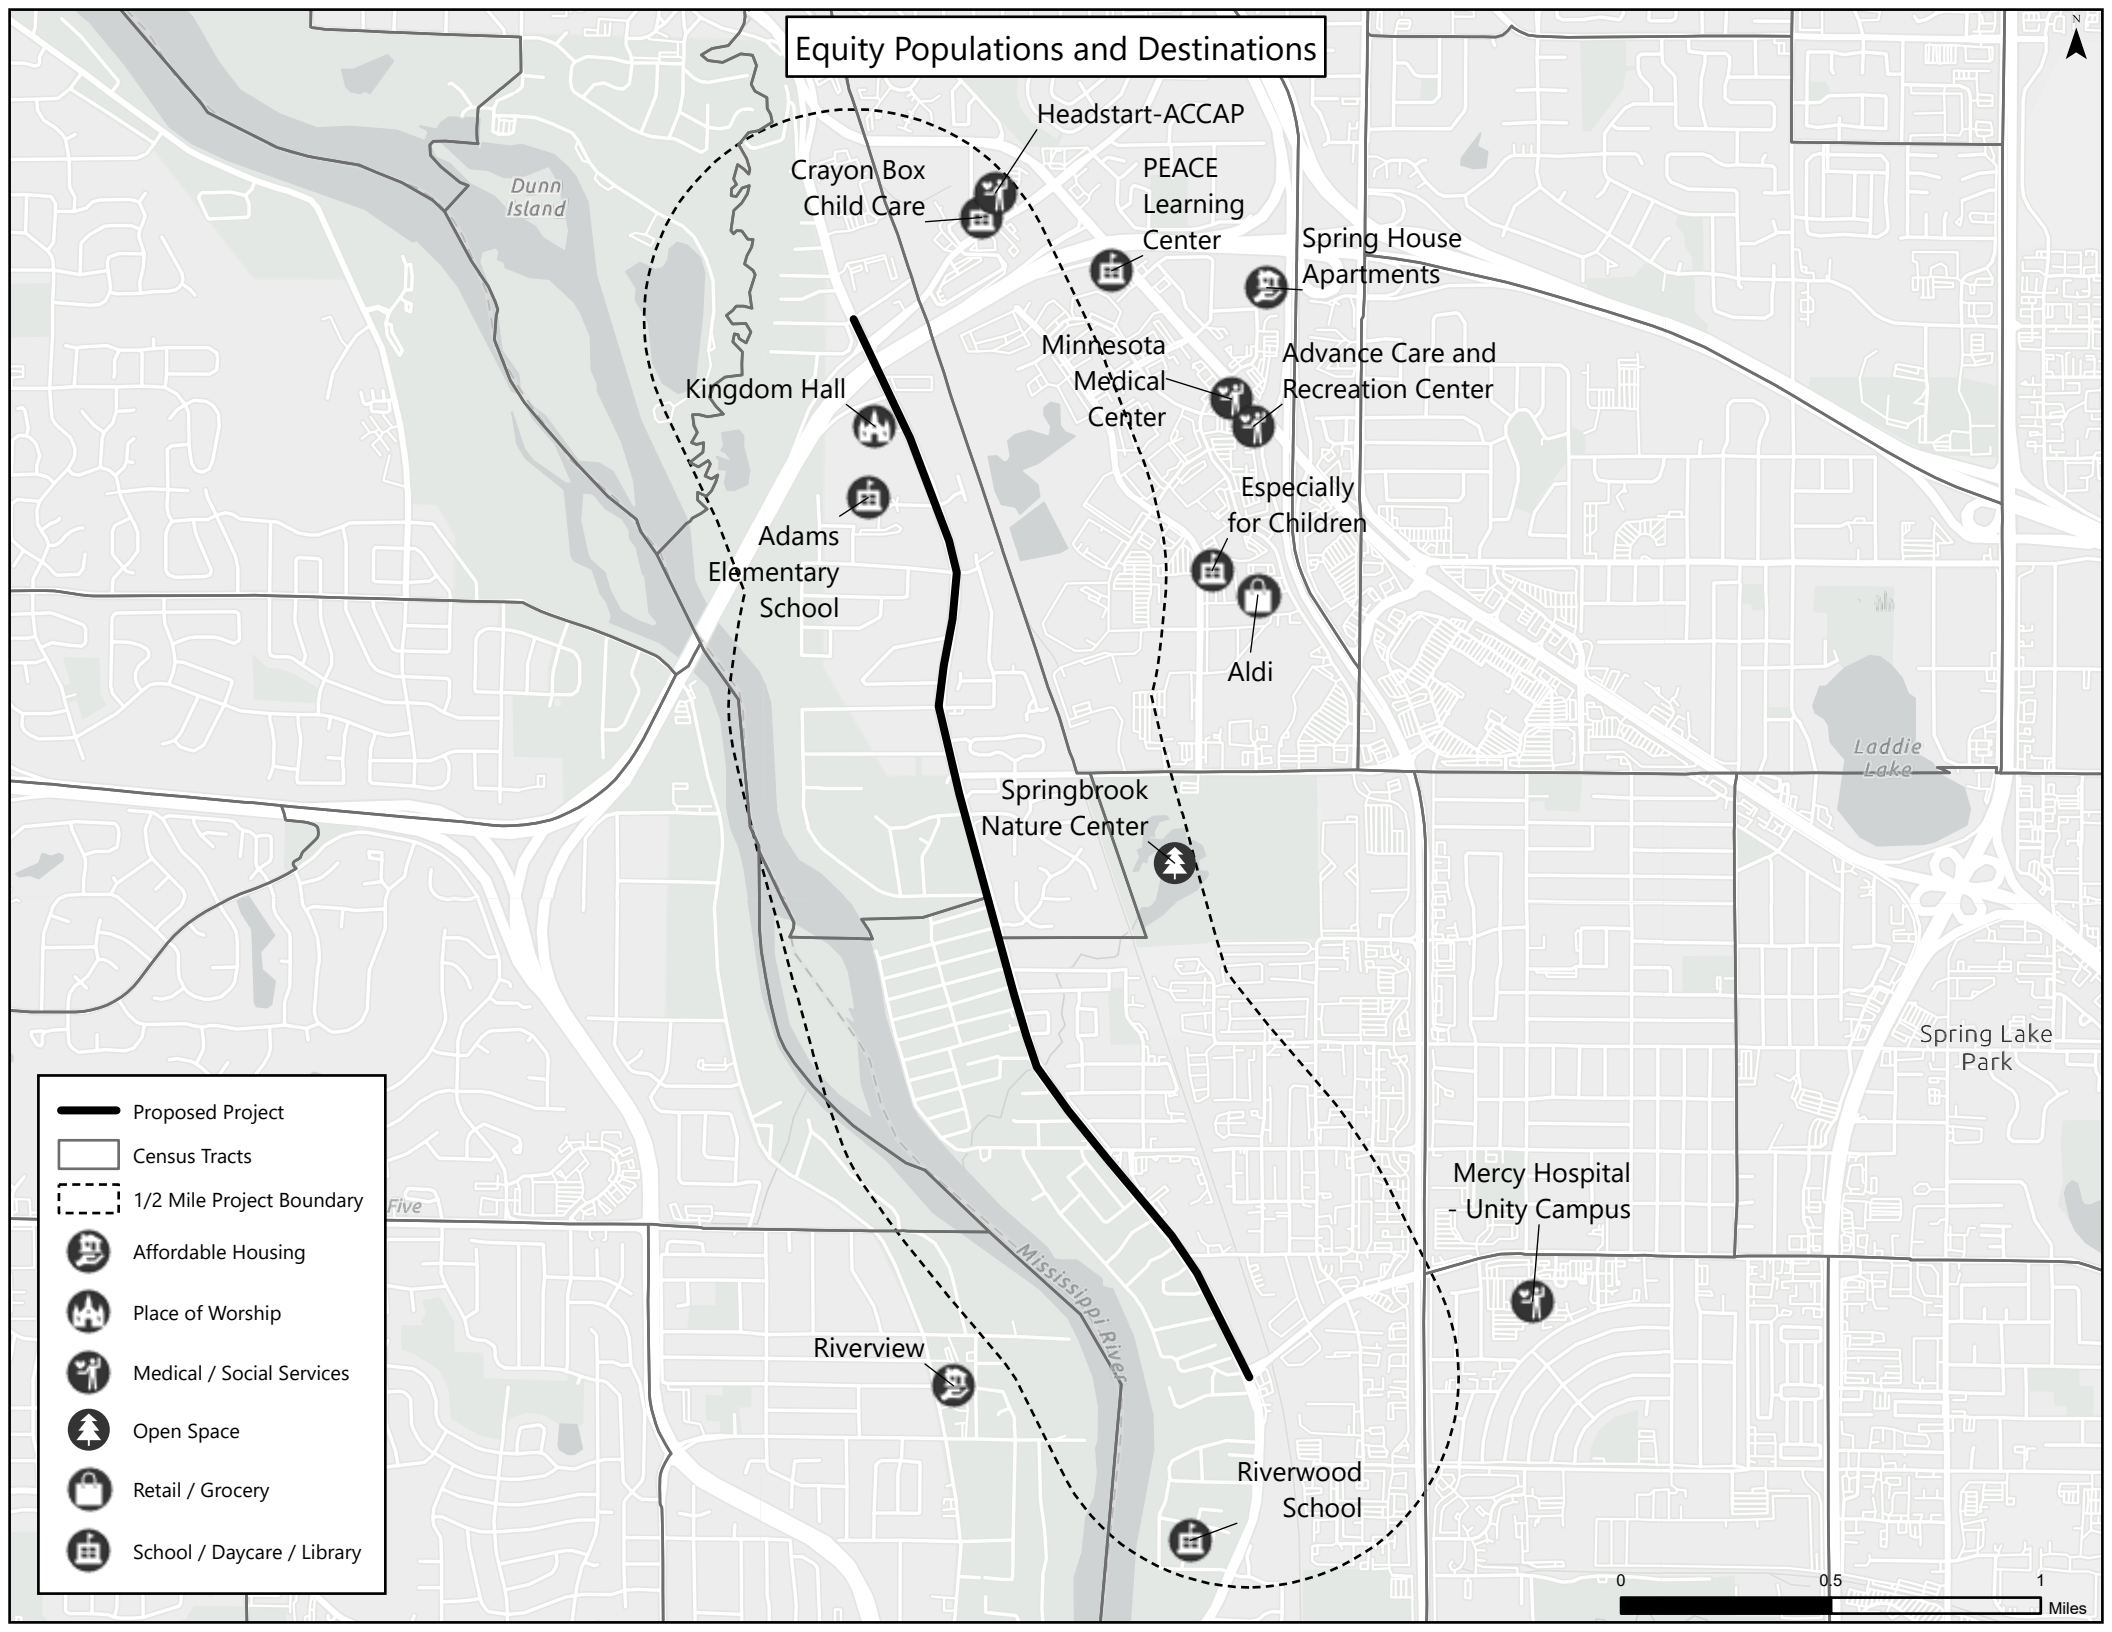 Equity Populations and Destinations
N
Headstart-ACCAP
Crayon Box
Child Care
PEACE
Learning
Center
Dunn
Island
Spring House
Apartments
Minnesota
Medical
Center
Advance Care and
Recreation Center
Kingdom Hall
Especially
for Children
Adams
Elementary
School
Aldi
Laddie
Lake
Springbrook
Nature Center
Spring Lake
Park
Mercy Hospital
- Unity Campus
Mississippi River
Riverview
Riverwood
School
Five
Proposed Project
Census Tracts
1/2 Mile Project Boundary
Affordable Housing
Place of Worship
Medical / Social Services
Open Space
Retail / Grocery
School / Daycare / Library
0 0.5 1
Miles